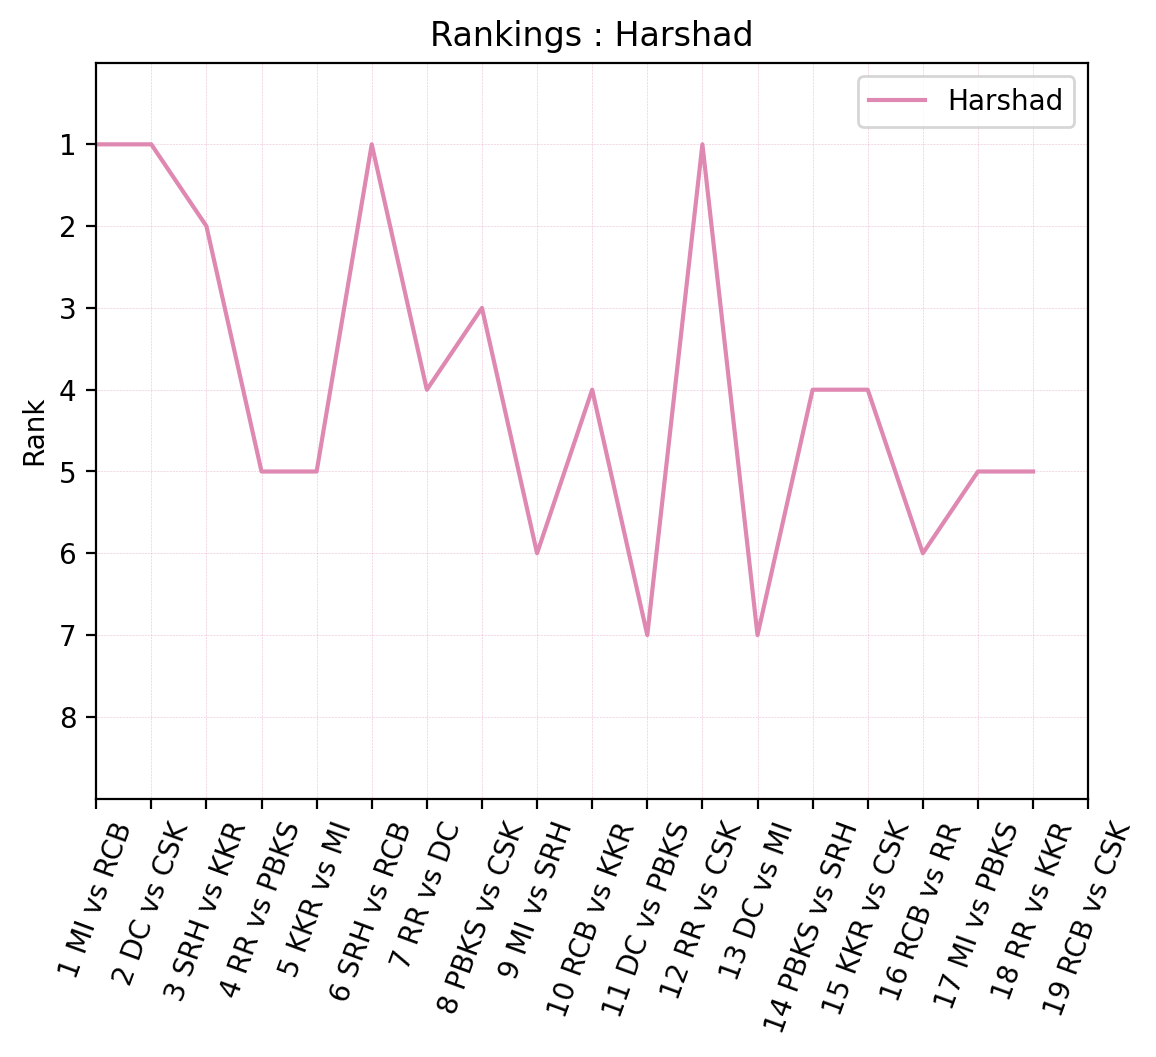 Rankings : Harshad
Harshad
Rank
1
2
3
4
5
6
7
8
1 MI vs RCB
2 DC vs CSK
3 SRH vs KKR
4 RR vs PBKS
5 KKR vs MI
6 SRH vs RCB
7 RR vs DC
8 PBKS vs CSK
9 MI vs SRH
10 RCB vs KKR
11 DC vs PBKS
12 RR vs CSK
13 DC vs MI
14 PBKS vs SRH
15 KKR vs CSK
16 RCB vs RR
17 MI vs PBKS
18 RR vs KKR
19 RCB vs CSK